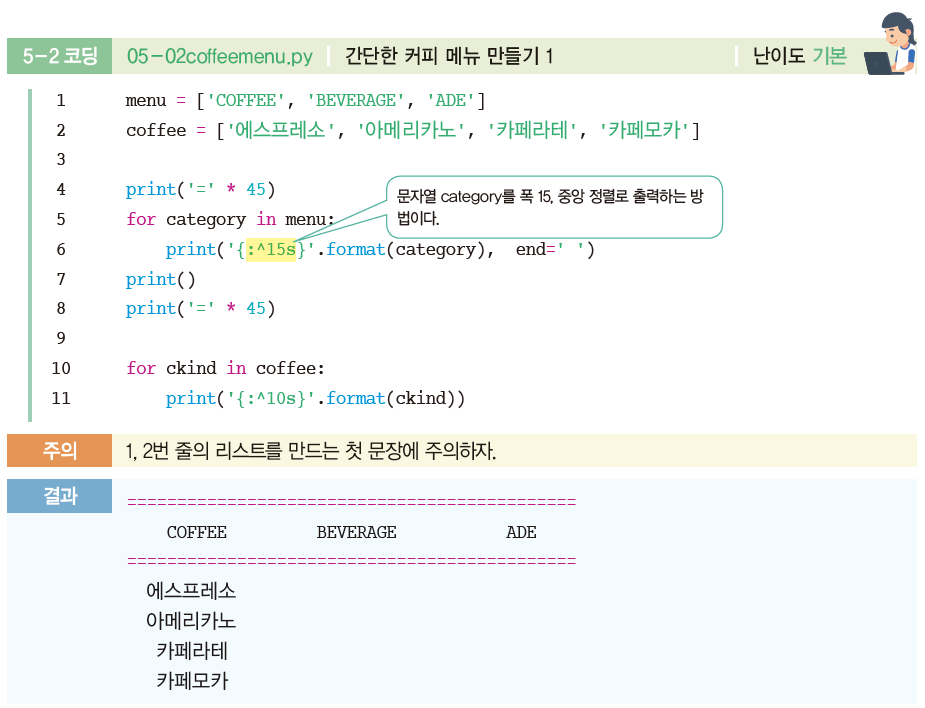 5-2 코딩 05-02coffeemenu.py 간단한 커피 메뉴 만들기 1 난이도 기본
1 menu = ['COFFEE', 'BEVERAGE', 'ADE']
2 coffee = ['에스프레소', '아메리카노', '카페라테', '카페모카']
3
4 print('=' * 45)
문자열 category를 폭 15, 중앙 정렬로 출력하는 방
법이다.
5 for category in menu:
6     print('{:^15s}'.format(category),  end=' ')
7 print()
8 print('=' * 45)
9
10 for ckind in coffee:
11     print('{:^10s}'.format(ckind))
주의 1, 2번 줄의 리스트를 만드는 첫 문장에 주의하자.
결과 =============================================
COFFEE BEVERAGE ADE
=============================================
에스프레소
아메리카노
카페라테
카페모카